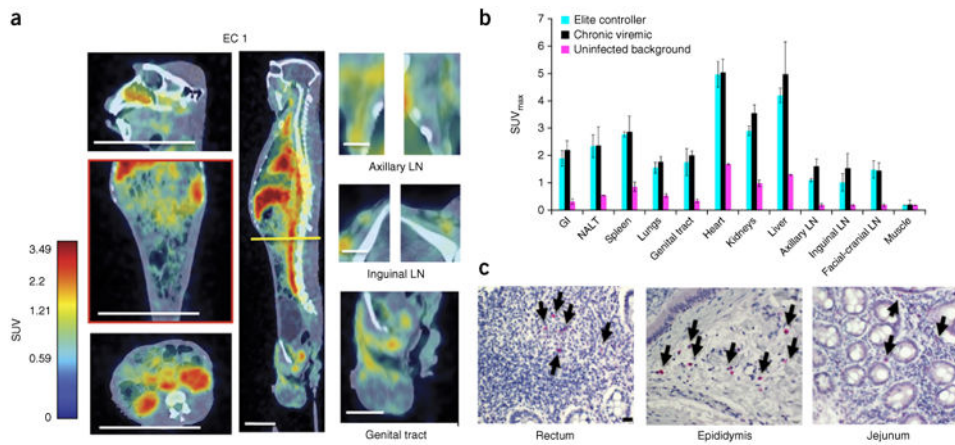 a
EC 1
Axillary LN
Inguinal LN
Genital tract
3.49
2.2
1.21
0.59
0
SUV
b
Elite controller
Chronic viremic
Uninfected background
7
6
5
4
3
2
1
0
SUVmax
GI
NALT
Spleen
Lungs
Genital tract
Heart
Kidneys
Liver
Axillary LN
Inguinal LN
Facial-cranial LN
Muscle
c
Rectum
Epididymis
Jejunum